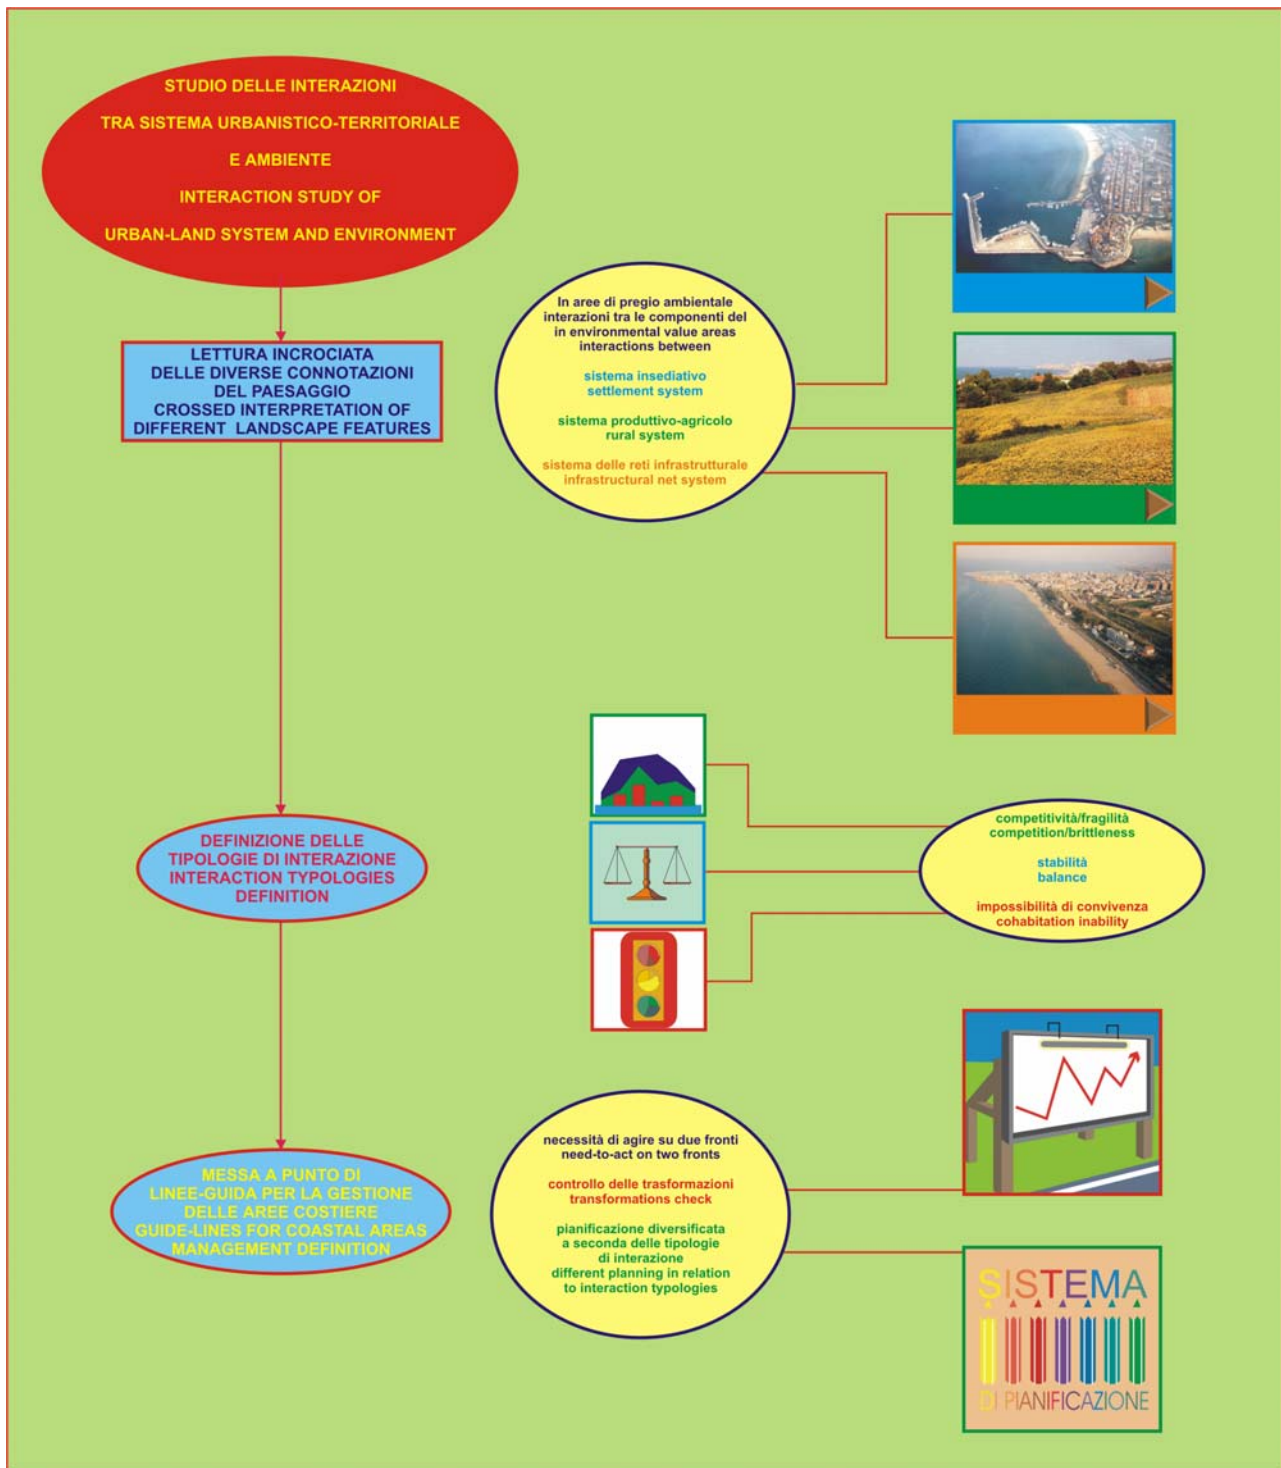 STUDIO DELLE INTERAZIONI
TRA SISTEMA URBANISTICO-TERRITORIALE
E AMBIENTE
INTERACTION STUDY OF
URBAN-LAND SYSTEM AND ENVIRONMENT
LETTURA INCROCIATA
DELLE DIVERSE CONNOTAZIONI
DEL PAESAGGIO
CROSSED INTERPRETATION OF
DIFFERENT LANDSCAPE FEATURES
In aree di pregio ambientale
interazioni tra le componenti del
in environmental value areas
interactions between
sistema insediativo
settlement system
sistema produttivo-agricolo
rural system
sistema delle reti infrastrutturale
infrastructural net system
DEFINIZIONE DELLE
TIPOLOGIE DI INTERAZIONE
INTERACTION TYPOLOGIES
DEFINITION
competitività/fragilità
competition/brittleness
stabilità
balance
impossibilità di convivenza
cohabitation inability
MESSA A PUNTO DI
LINEE-GUIDA PER LA GESTIONE
DELLE AREE COSTIERE
GUIDE-LINES FOR COASTAL AREAS
MANAGEMENT DEFINITION
necessità di agire su due fronti
need-to-act on two fronts
controllo delle trasformazioni
transformations check
pianificazione diversificata
a seconda delle tipologie
di interazione
different planning in relation
to interaction typologies
SISTEMA
DI PIANIFICAZIONE